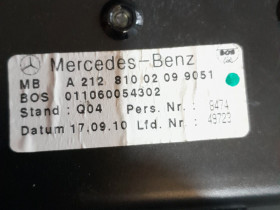 Mercedes-Benz
BOS
MB A 212 810 02 09 9051
BOS 011060054302
Stand : Q04 Pers. Nr. : 8474
Datum 17.09.10 Lfd. Nr. : 49723